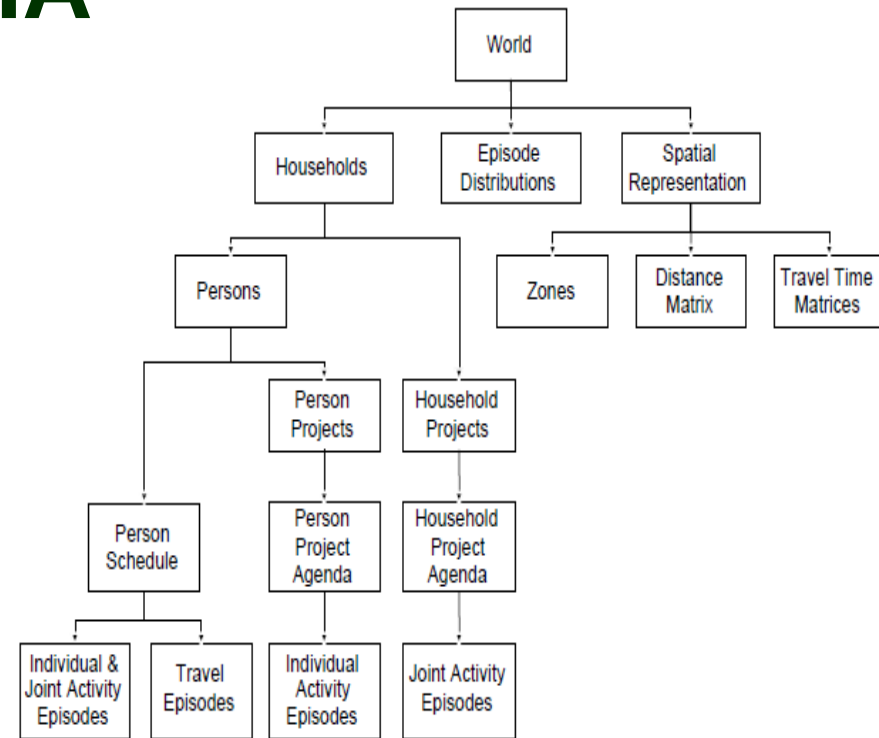 World
Households
Episode
Distributions
Spatial
Representation
Persons
Zones
Distance
Matrix
Travel Time
Matrices
Person
Projects
Household
Projects
Person
Schedule
Person
Project
Agenda
Household
Project
Agenda
Individual &
Joint Activity
Episodes
Travel
Episodes
Individual
Activity
Episodes
Joint Activity
Episodes